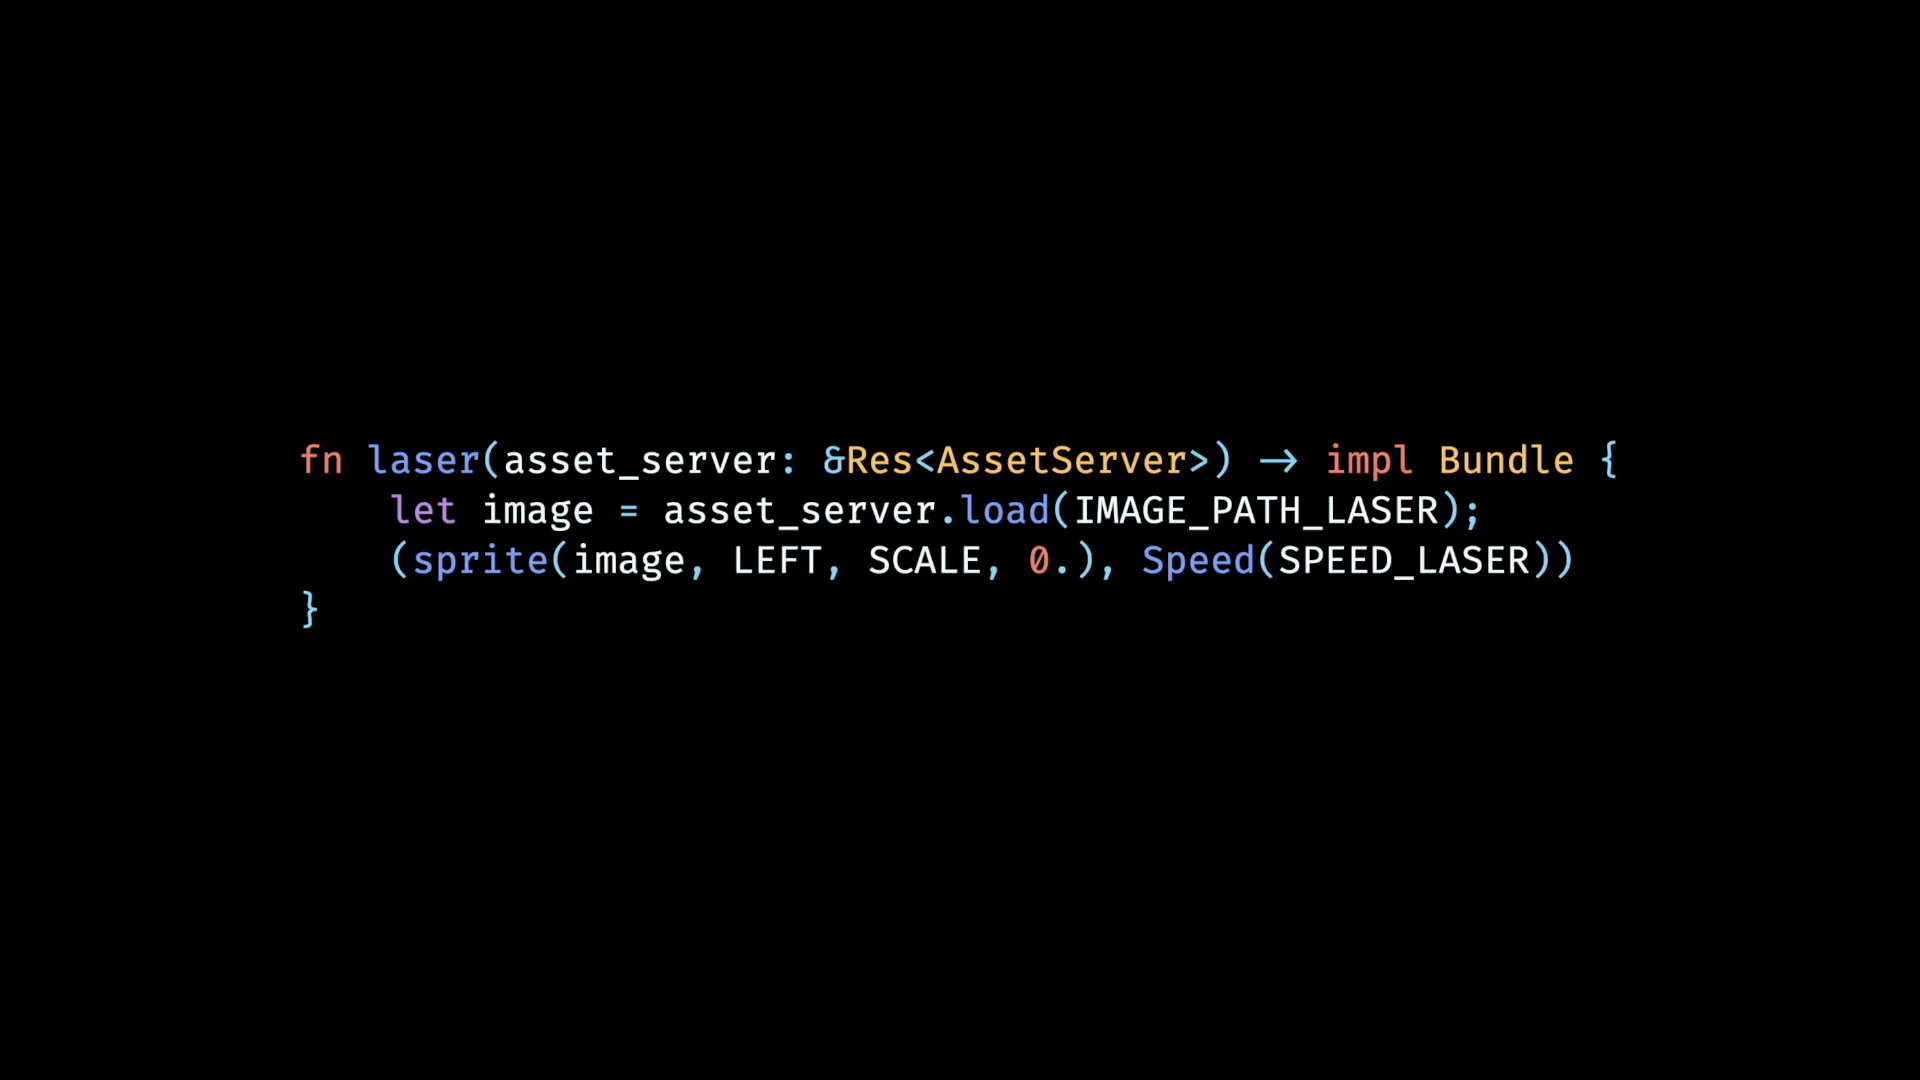 fn laser(asset_server: &Res<AssetServer>) -> impl Bundle {
    let image = asset_server.load(IMAGE_PATH_LASER);
    (sprite(image, LEFT, SCALE, 0.), Speed(SPEED_LASER))
}